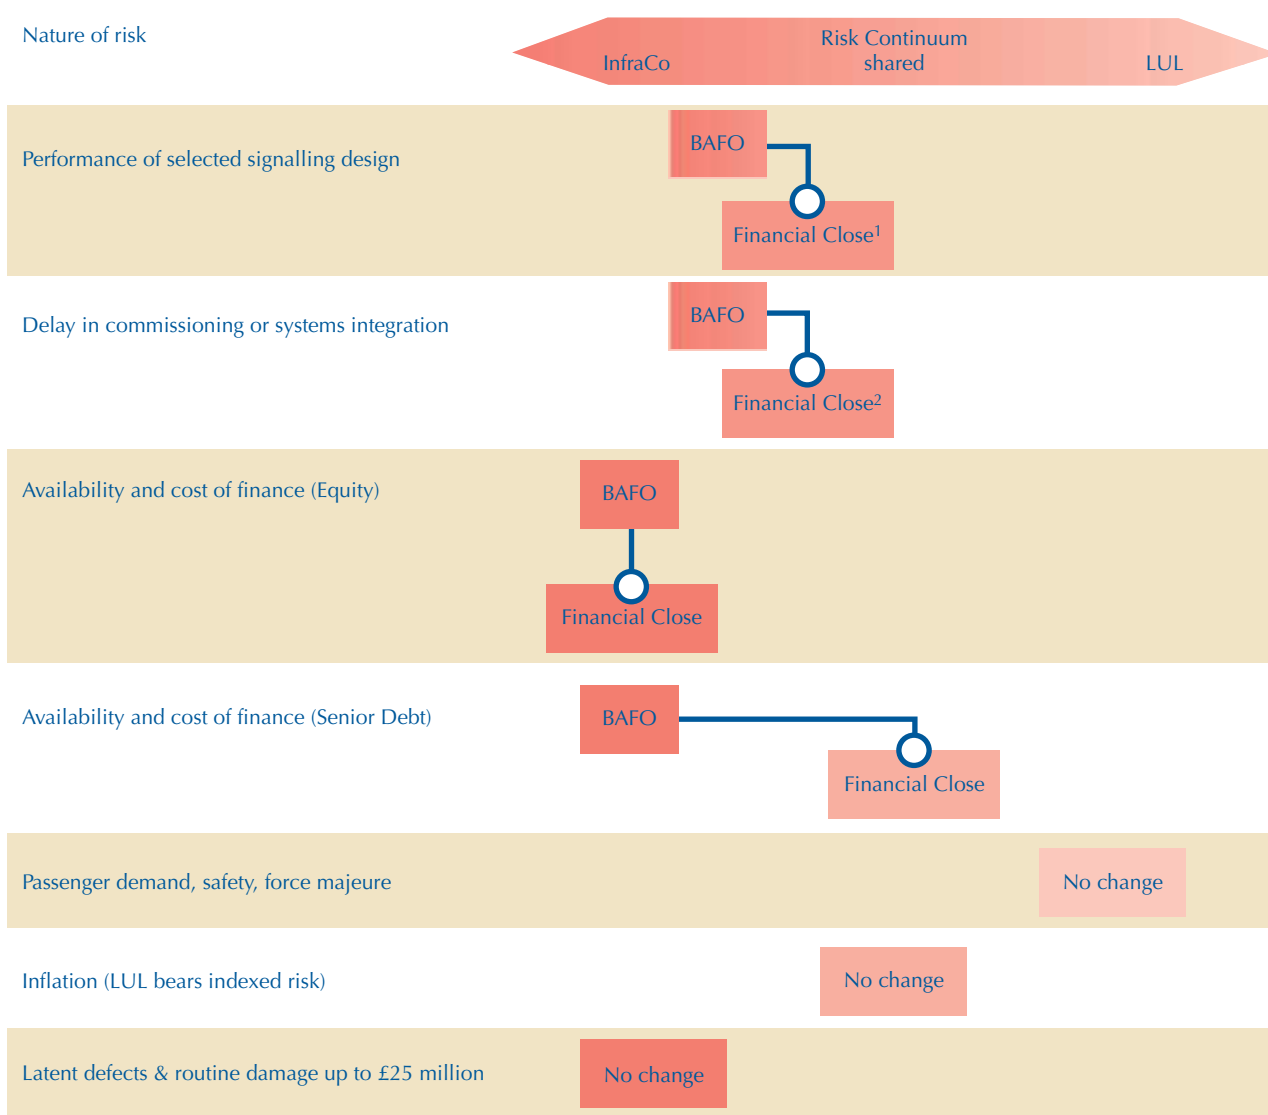 Nature of risk
Risk Continuum
InfraCo shared LUL
BAFO
Performance of selected signalling design
Financial Close1
BAFO
Delay in commissioning or systems integration
Financial Close2
Availability and cost of finance (Equity)
BAFO
Financial Close
Availability and cost of finance (Senior Debt)
BAFO
Financial Close
Passenger demand, safety, force majeure
No change
Inflation (LUL bears indexed risk)
No change
Latent defects & routine damage up to £25 million
No change